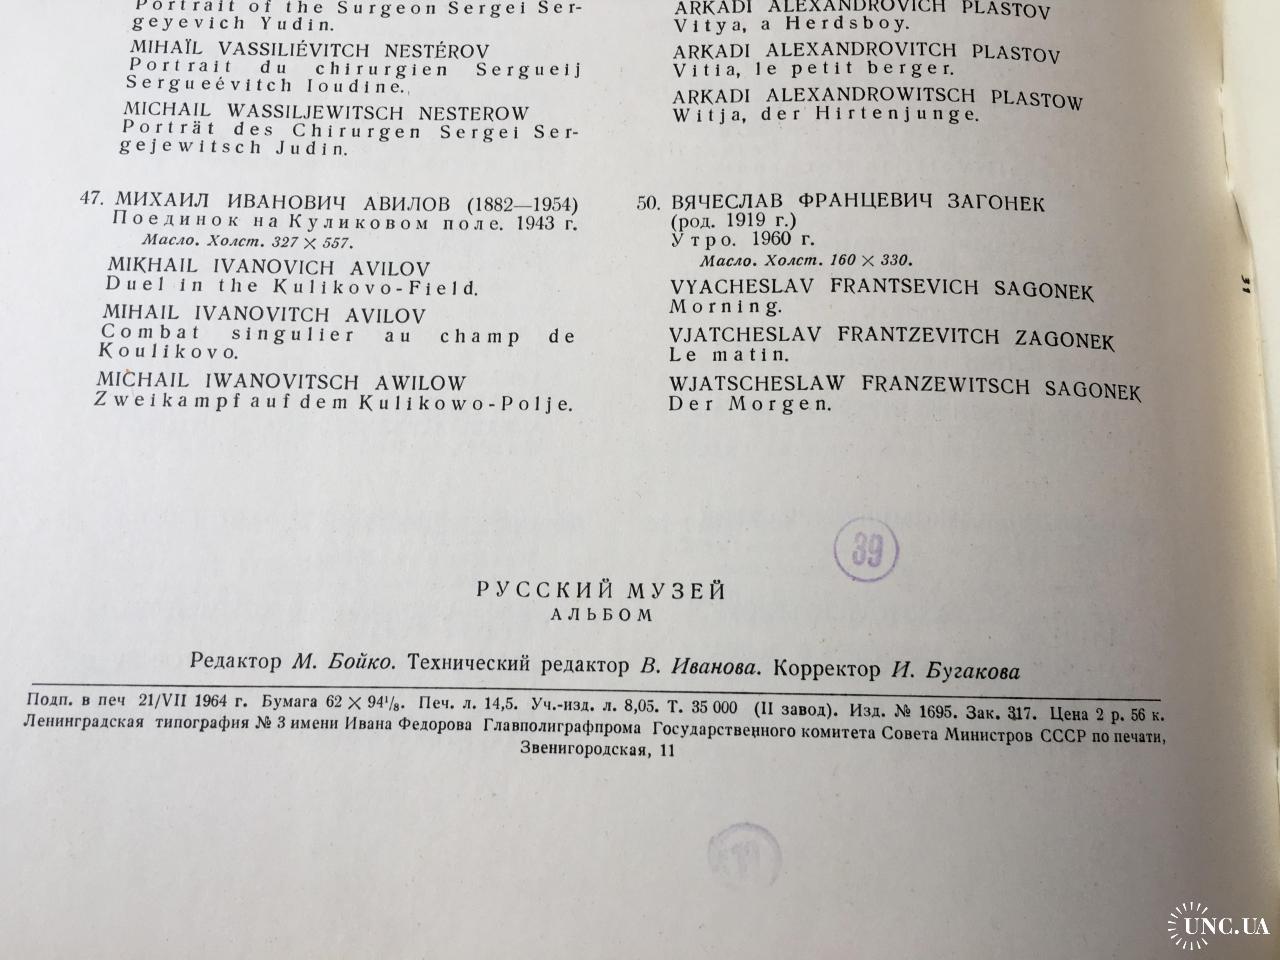 Portrait of the Surgeon Sergei Ser-
geyevich Yudin.
MIHAÏL VASSILIÉVITCH NESTÉROV
Portrait du chirurgien Sergueij
Sergueévitch Ioudine.
MICHAIL WASSILJEWITSCH NESTEROW
Porträt des Chirurgen Sergei Ser-
gejewitsch Judin.
47. МИХАИЛ ИВАНОВИЧ АВИЛОВ (1882—1954)
Поединок на Куликовом поле. 1943 г.
Масло. Холст. 327 × 557.
MIKHAIL IVANOVICH AVILOV
Duel in the Kulikovo-Field.
MIHAIL IVANOVITCH AVILOV
Combat singulier au champ de
Koulikovo.
MICHAIL IWANOVITSCH AWILOW
Zweikampf auf dem Kulikowo-Polje.
ARKADI ALEXANDROVICH PLASTOV
Vitya, a Herdsboy.
ARKADI ALEXANDROVITCH PLASTOV
Vitia, le petit berger.
ARKADI ALEXANDROWITSCH PLASTOW
Witja, der Hirtenjunge.
50. ВЯЧЕСЛАВ ФРАНЦЕВИЧ ЗАГОНЕК
(род. 1919 г.)
Утро. 1960 г.
Масло. Холст. 160 × 330.
VYACHESLAV FRANTSEVICH SAGONEK
Morning.
VJATCHESLAV FRANTZEVITCH ZAGONEK
Le matin.
WJATSCHESLAW FRANZEWITSCH SAGONEK
Der Morgen.
31
39
РУССКИЙ МУЗЕЙ
АЛЬБОМ
Редактор М. Бойко. Технический редактор В. Иванова. Корректор И. Бугакова
Подп. в печ 21/VII 1964 г. Бумага 62 × 94¹/₈. Печ. л. 14,5. Уч.-изд. л. 8,05. Т. 35 000 (II завод). Изд. № 1695. Зак. 317. Цена 2 р. 56 к.
Ленинградская типография № 3 имени Ивана Федорова Главполиграфпрома Государственного комитета Совета Министров СССР по печати,
Звенигородская, 11
UNC.UA